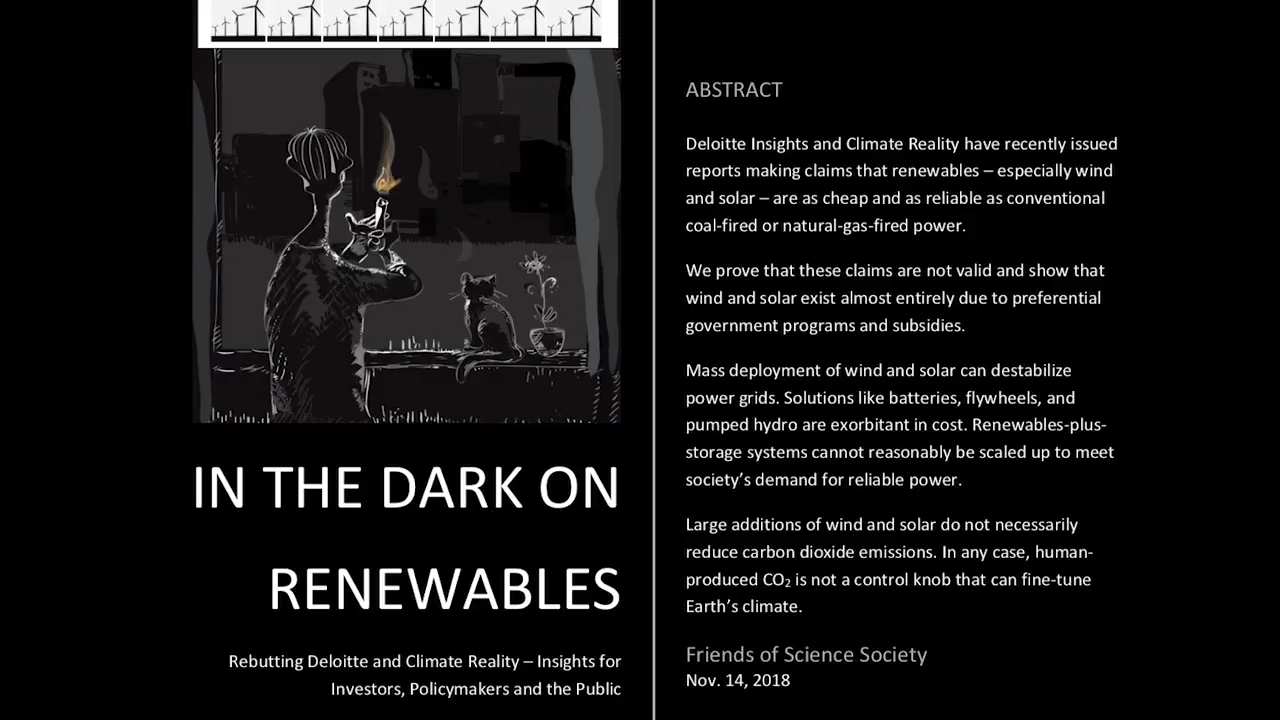 IN THE DARK ON
RENEWABLES
Rebutting Deloitte and Climate Reality – Insights for
Investors, Policymakers and the Public
ABSTRACT
Deloitte Insights and Climate Reality have recently issued
reports making claims that renewables – especially wind
and solar – are as cheap and as reliable as conventional
coal-fired or natural-gas-fired power.
We prove that these claims are not valid and show that
wind and solar exist almost entirely due to preferential
government programs and subsidies.
Mass deployment of wind and solar can destabilize
power grids. Solutions like batteries, flywheels, and
pumped hydro are exorbitant in cost. Renewables-plus-
storage systems cannot reasonably be scaled up to meet
society’s demand for reliable power.
Large additions of wind and solar do not necessarily
reduce carbon dioxide emissions. In any case, human-
produced CO₂ is not a control knob that can fine-tune
Earth’s climate.
Friends of Science Society
Nov. 14, 2018